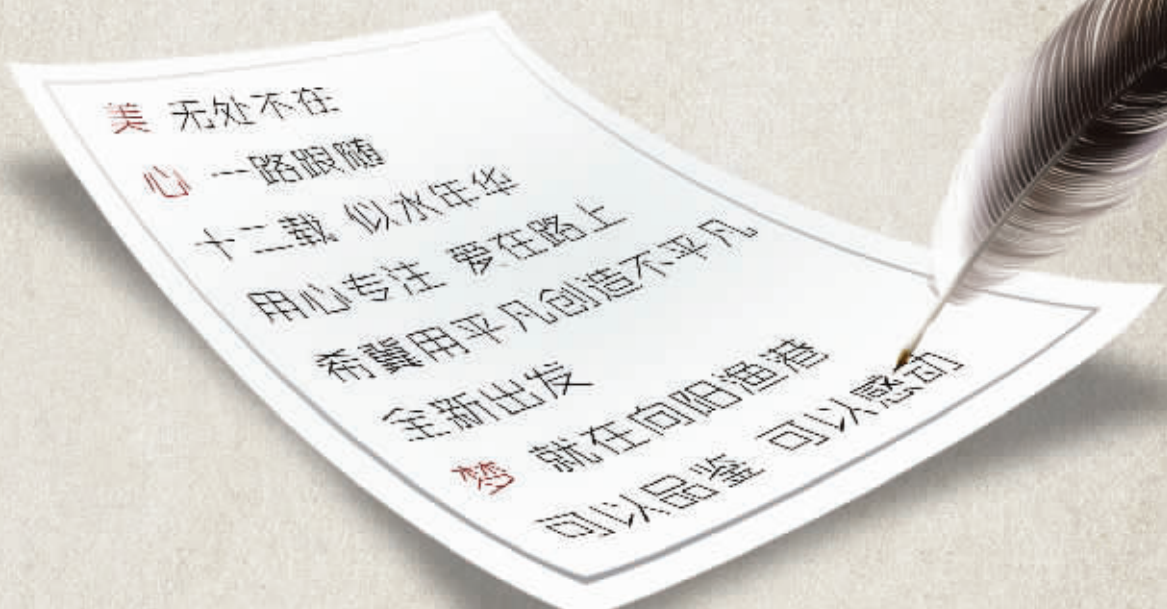 美 无处不在
心 一路跟随
十二载 似水年华
用心专注 爱在路上
希冀用平凡创造不平凡
全新出发
梦 就在向阳渔港
可以品鉴 可以感动